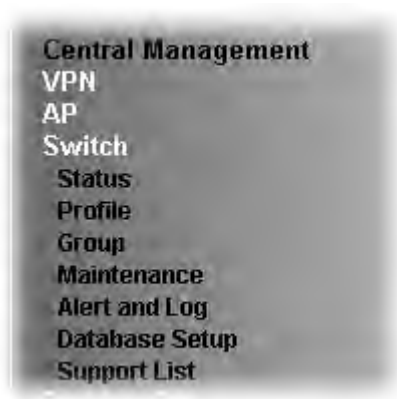 Central Management
VPN
AP
Switch
Status
Profile
Group
Maintenance
Alert and Log
Database Setup
Support List